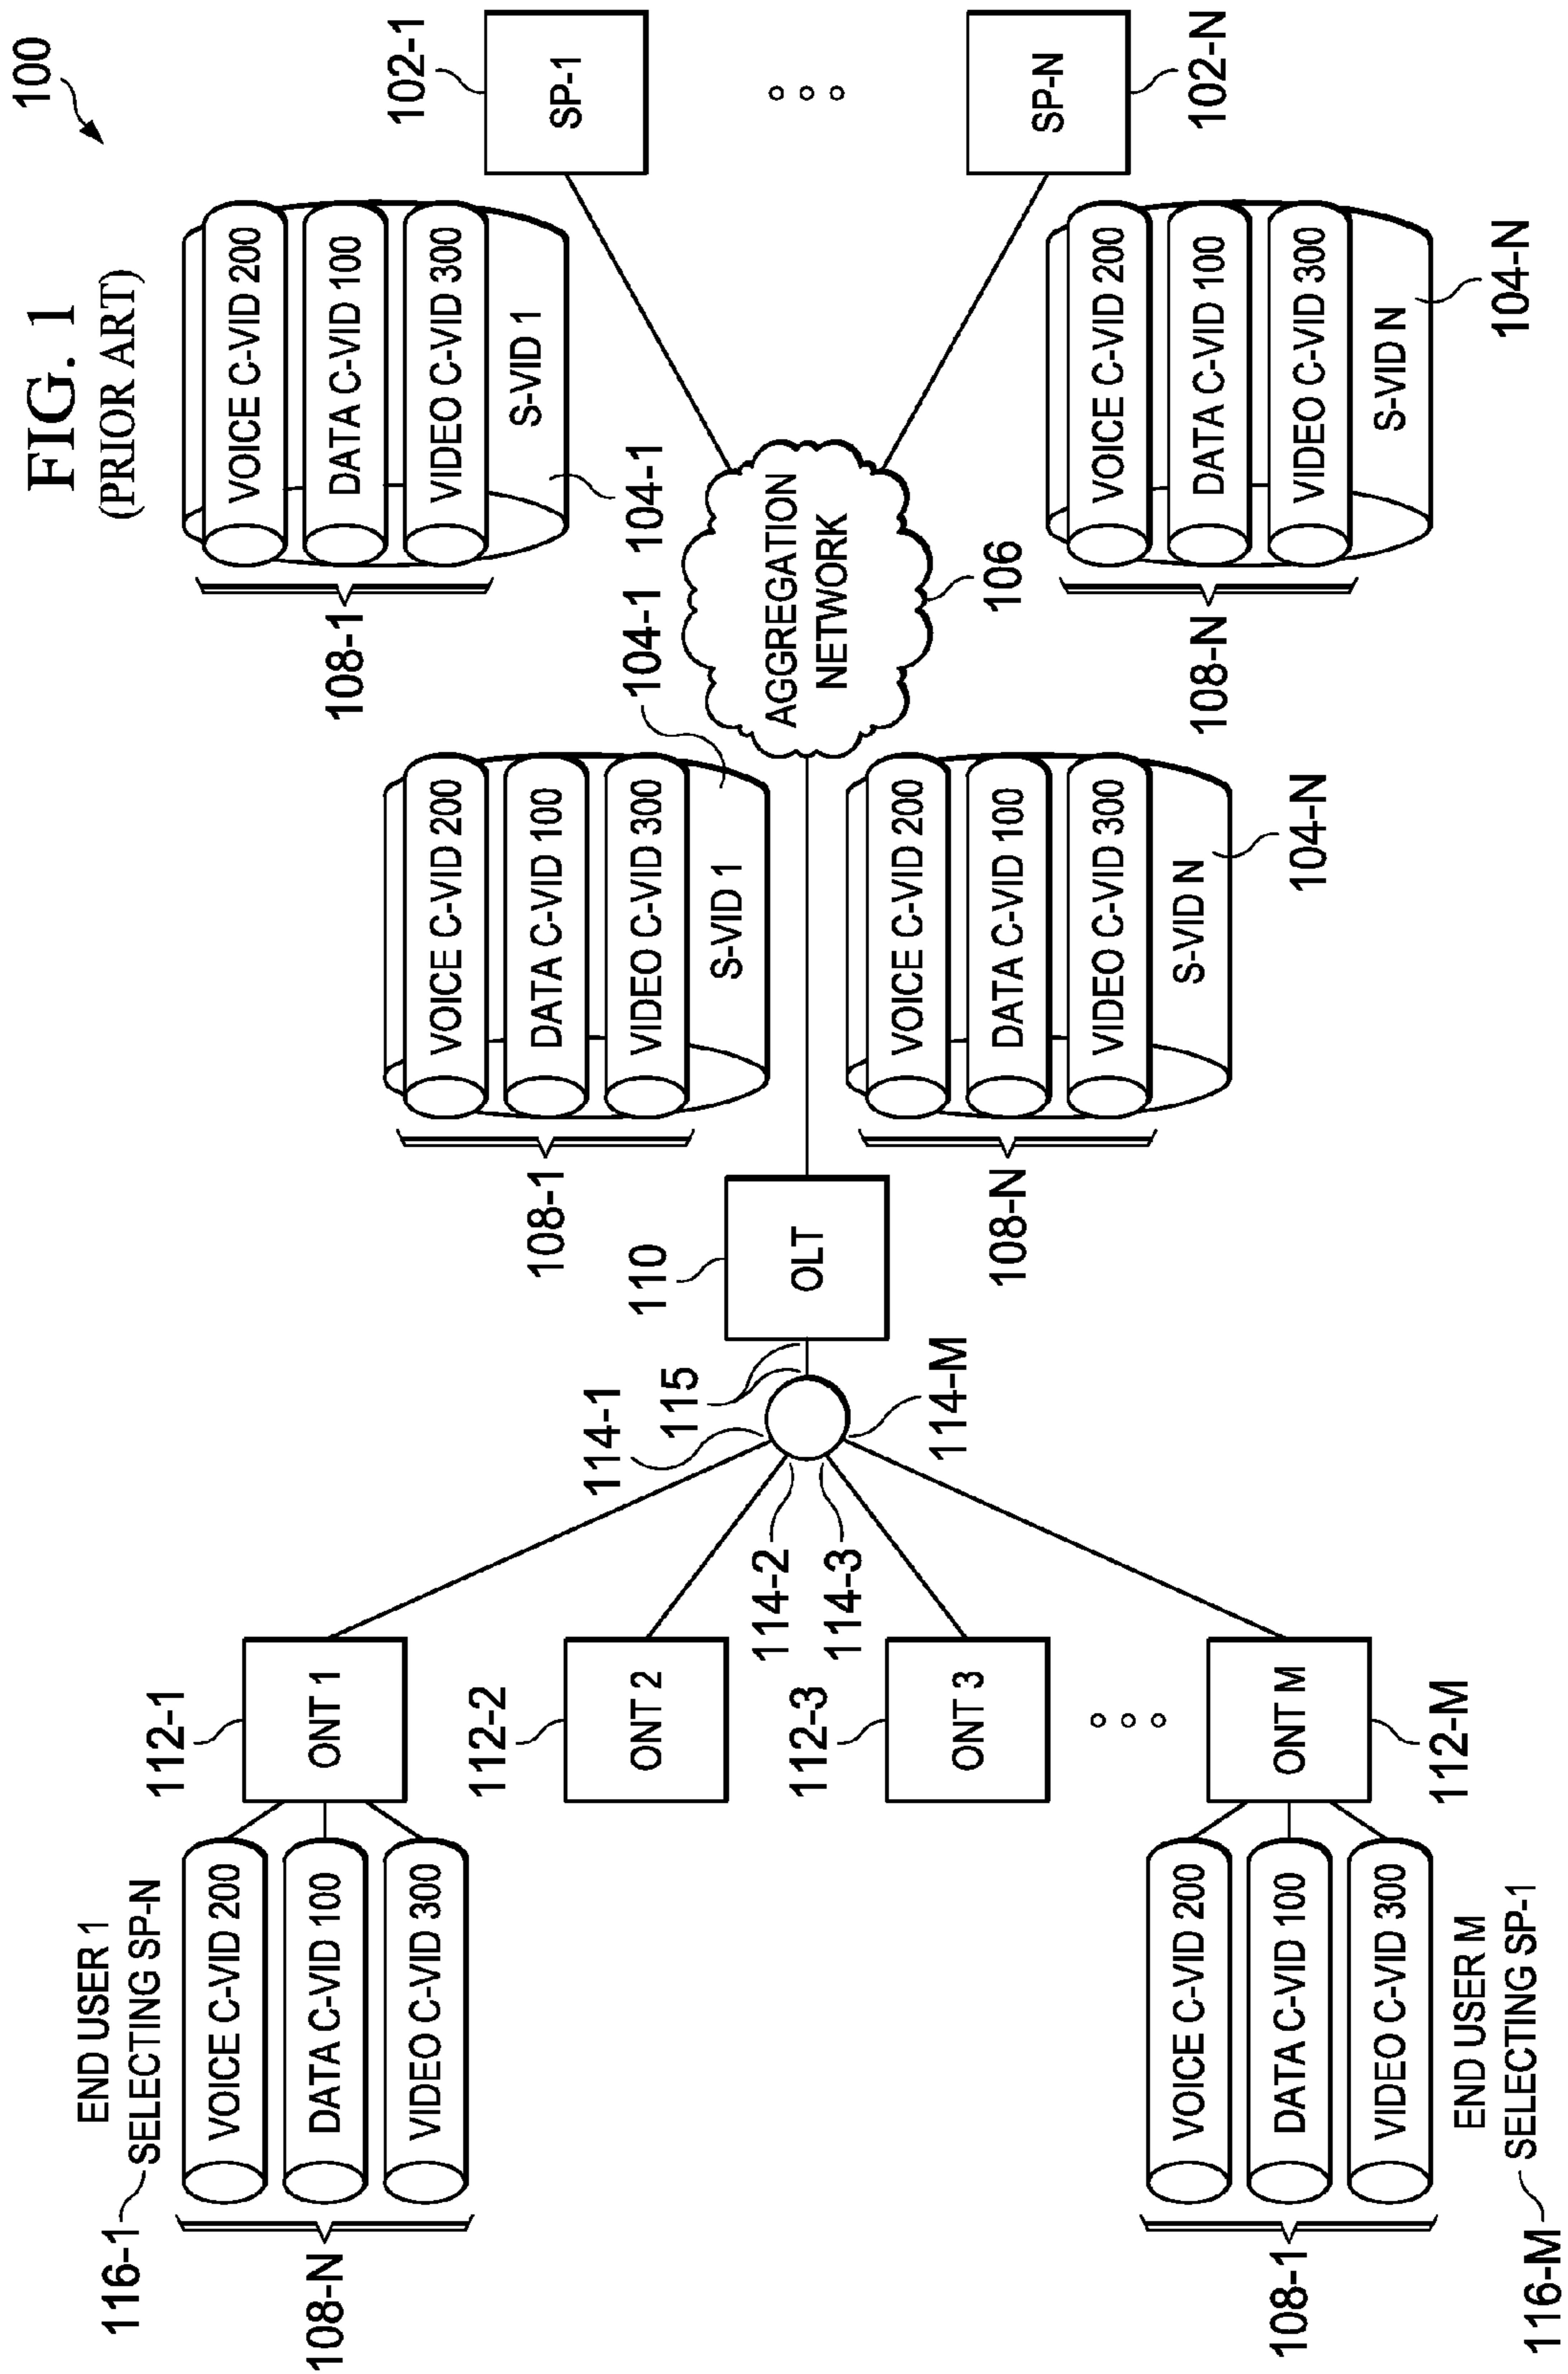 FIG. 1
(PRIOR ART)
100
END USER 1
116-1
SELECTING SP-N
VOICE C-VID 200
DATA C-VID 100
VIDEO C-VID 300
108-N
112-1
ONT 1
112-2
ONT 2
112-3
ONT 3
112-M
ONT M
VOICE C-VID 200
DATA C-VID 100
VIDEO C-VID 300
108-1
END USER M
SELECTING SP-1
116-M
114-1
114-2
114-3
114-M
115
110
OLT
VOICE C-VID 200
DATA C-VID 100
VIDEO C-VID 300
S-VID 1
108-1
104-1
VOICE C-VID 200
DATA C-VID 100
VIDEO C-VID 300
S-VID N
108-N
104-N
AGGREGATION
NETWORK
106
VOICE C-VID 200
DATA C-VID 100
VIDEO C-VID 300
S-VID 1
108-1
104-1
VOICE C-VID 200
DATA C-VID 100
VIDEO C-VID 300
S-VID N
108-N
104-N
102-1
SP-1
SP-N
102-N